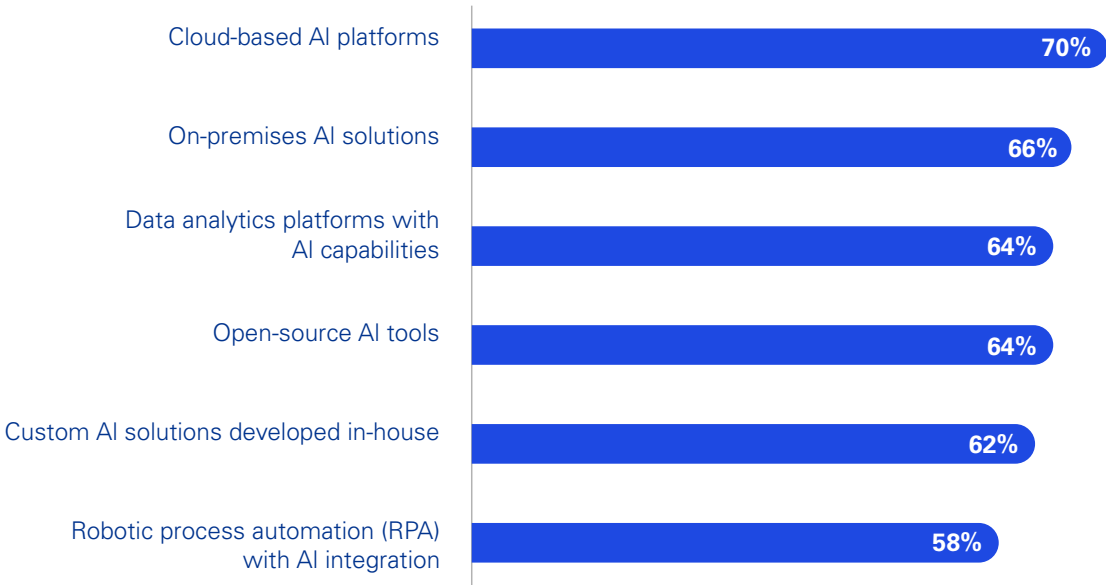 Cloud-based AI platforms
70%
On-premises AI solutions
66%
Data analytics platforms with
AI capabilities
64%
Open-source AI tools
64%
Custom AI solutions developed in-house
62%
Robotic process automation (RPA)
with AI integration
58%